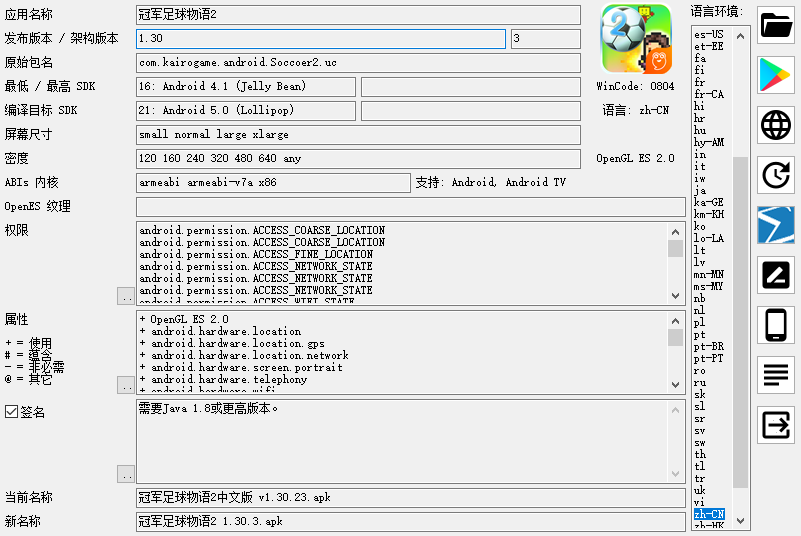 应用名称 冠军足球物语2 语言环境:
发布版本 / 架构版本 1.30 3
原始包名 com.kairogame.android.Soccoer2.uc
最低 / 最高 SDK 16: Android 4.1 (Jelly Bean) WinCode: 0804
编译目标 SDK 21: Android 5.0 (Lollipop) 语言: zh-CN
屏幕尺寸 small normal large xlarge
密度 120 160 240 320 480 640 any OpenGL ES 2.0
ABIs 内核 armeabi armeabi-v7a x86 支持: Android, Android TV
OpenES 纹理
权限
android.permission.ACCESS_COARSE_LOCATION
android.permission.ACCESS_COARSE_LOCATION
android.permission.ACCESS_FINE_LOCATION
android.permission.ACCESS_NETWORK_STATE
android.permission.ACCESS_NETWORK_STATE
android.permission.ACCESS_NETWORK_STATE
android.permission.ACCESS_WIFI_STATE
..
属性
+ = 使用
# = 蕴含
- = 非必需
@ = 其它
+ OpenGL ES 2.0
+ android.hardware.location
+ android.hardware.location.gps
+ android.hardware.location.network
+ android.hardware.screen.portrait
+ android.hardware.telephony
+ android.hardware.wifi
..
签名 需要Java 1.8或更高版本。
..
当前名称 冠军足球物语2中文版 v1.30.23.apk
新名称 冠军足球物语2 1.30.3.apk
2
es-US
et-EE
fa
fi
fr
fr-CA
hi
hr
hu
hy-AM
in
it
iw
ja
ka-GE
km-KH
ko
lo-LA
lt
lv
mn-MN
ms-MY
nb
nl
pl
pt
pt-BR
pt-PT
ro
ru
sk
sl
sr
sv
sw
th
tl
tr
uk
vi
zh-CN
zh-HK